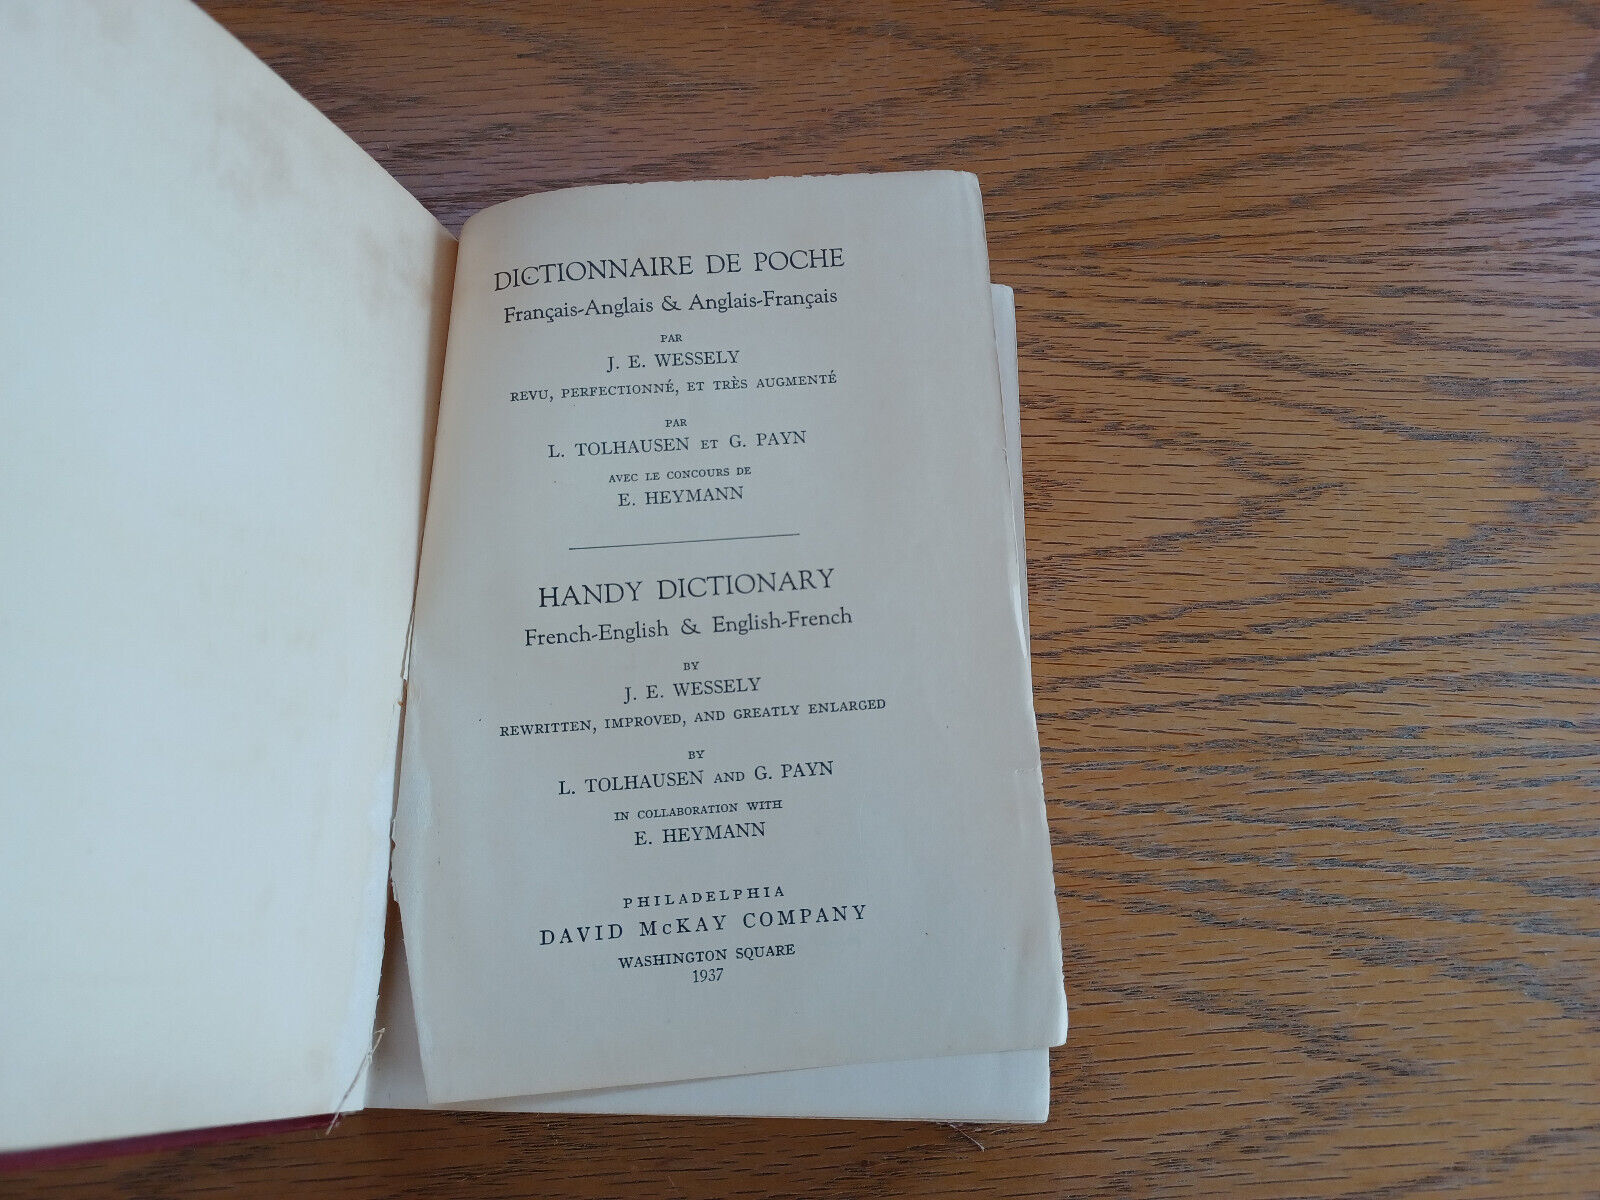 DICTIONNAIRE DE POCHE
Français-Anglais & Anglais-Français
PAR
J. E. WESSELY
REVU, PERFECTIONNÉ, ET TRÈS AUGMENTÉ
PAR
L. TOLHAUSEN ET G. PAYN
AVEC LE CONCOURS DE
E. HEYMANN
HANDY DICTIONARY
French-English & English-French
BY
J. E. WESSELY
REWRITTEN, IMPROVED, AND GREATLY ENLARGED
BY
L. TOLHAUSEN AND G. PAYN
IN COLLABORATION WITH
E. HEYMANN
PHILADELPHIA
DAVID McKAY COMPANY
WASHINGTON SQUARE
1937